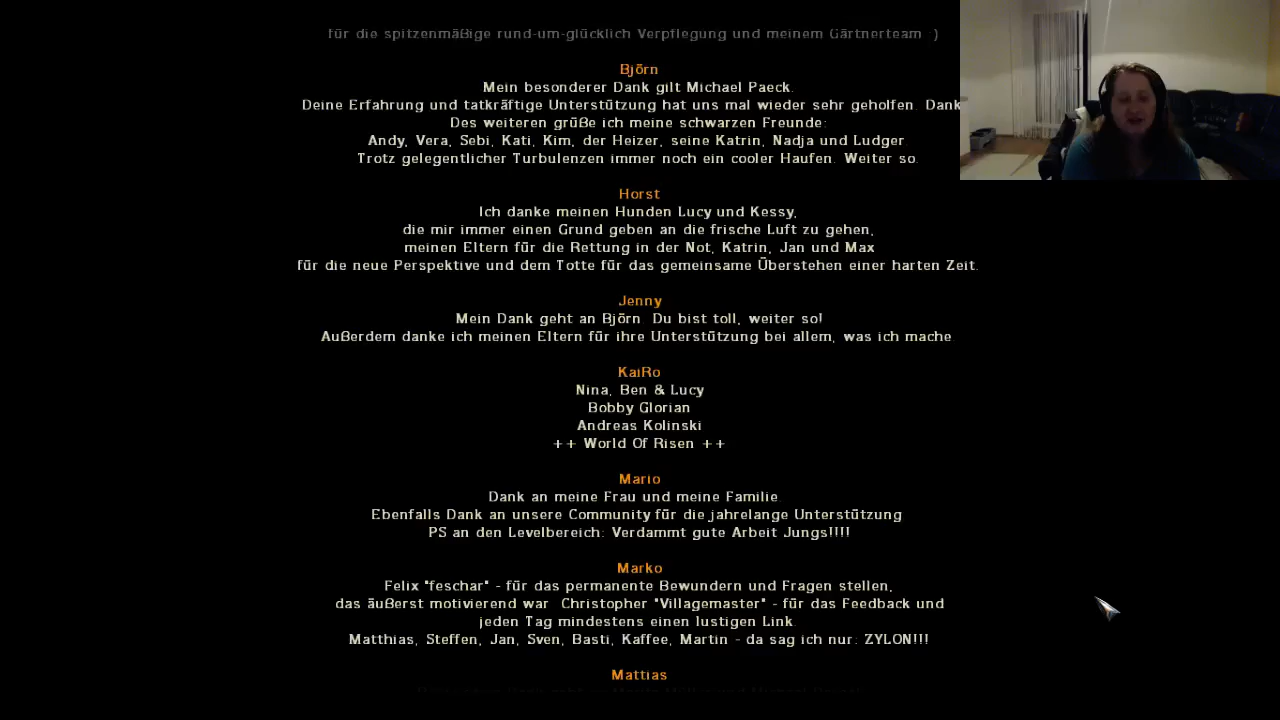 für die spitzenmäßige rund-um-glücklich Verpflegung und meinem Gärtnerteam :)
Björn
Mein besonderer Dank gilt Michael Paeck.
Deine Erfahrung und tatkräftige Unterstützung hat uns mal wieder sehr geholfen. Dank
Des weiteren grüße ich meine schwarzen Freunde:
Andy, Vera, Sebi, Kati, Kim, der Heizer, seine Katrin, Nadja und Ludger.
Trotz gelegentlicher Turbulenzen immer noch ein cooler Haufen. Weiter so.
Horst
Ich danke meinen Hunden Lucy und Kessy,
die mir immer einen Grund geben an die frische Luft zu gehen,
meinen Eltern für die Rettung in der Not, Katrin, Jan und Max
für die neue Perspektive und dem Totte für das gemeinsame Überstehen einer harten Zeit.
Jenny
Mein Dank geht an Björn. Du bist toll, weiter so!
Außerdem danke ich meinen Eltern für ihre Unterstützung bei allem, was ich mache.
KaiRo
Nina, Ben & Lucy
Bobby Glorian
Andreas Kolinski
++ World Of Risen ++
Mario
Dank an meine Frau und meine Familie.
Ebenfalls Dank an unsere Community für die jahrelange Unterstützung
PS an den Levelbereich: Verdammt gute Arbeit Jungs!!!!
Marko
Felix "feschar" - für das permanente Bewundern und Fragen stellen,
das äußerst motivierend war. Christopher "Villagemaster" - für das Feedback und
jeden Tag mindestens einen lustigen Link.
Matthias, Steffen, Jan, Sven, Basti, Kaffee, Martin - da sag ich nur: ZYLON!!!
Mattias